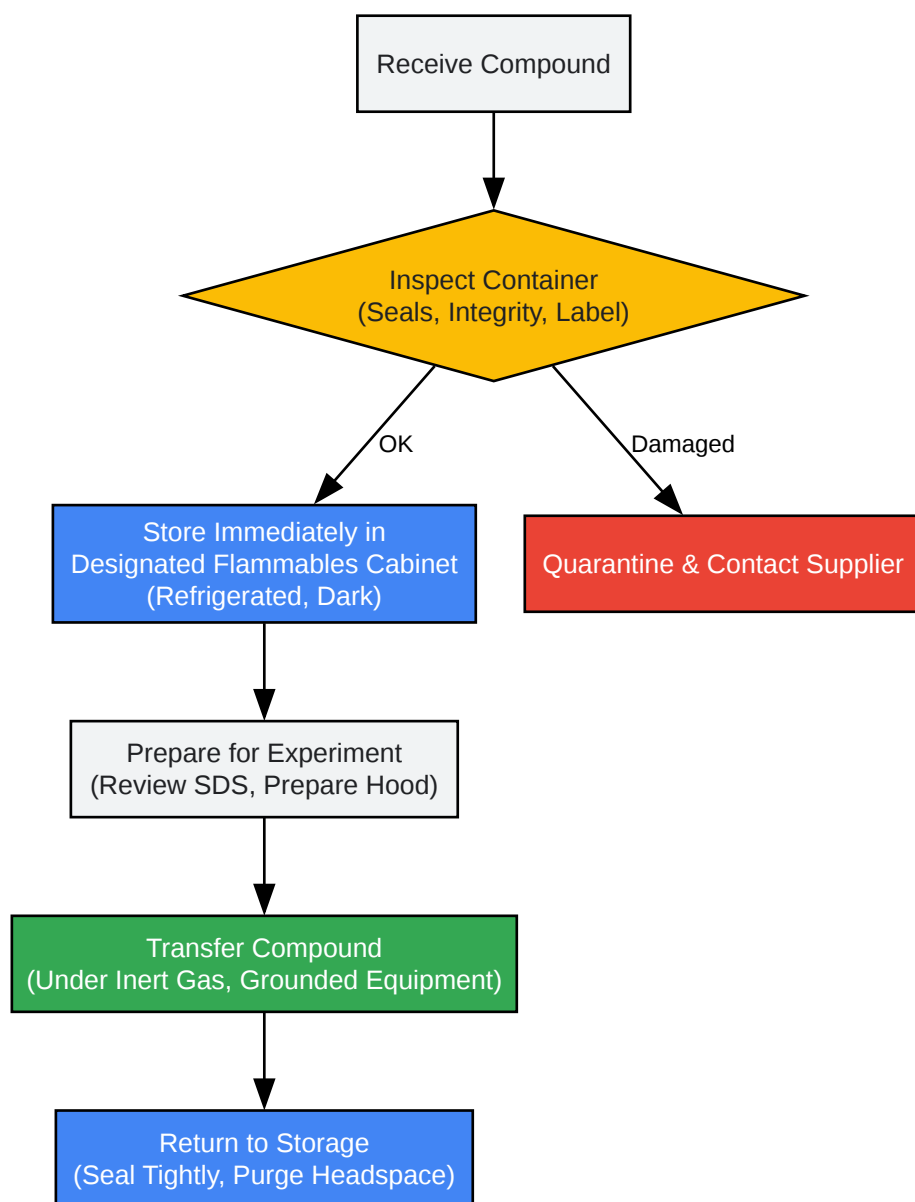 Receive Compound
Inspect Container
(Seals, Integrity, Label)
OK
Damaged
Store Immediately in
Designated Flammables Cabinet
(Refrigerated, Dark)
Quarantine & Contact Supplier
Prepare for Experiment
(Review SDS, Prepare Hood)
Transfer Compound
(Under Inert Gas, Grounded Equipment)
Return to Storage
(Seal Tightly, Purge Headspace)